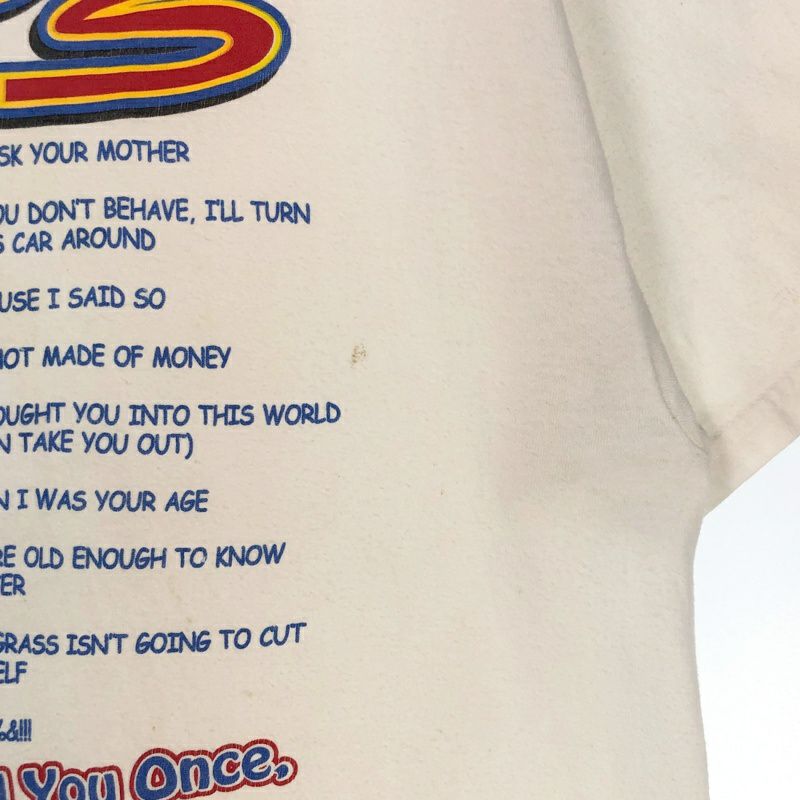 S
SK YOUR MOTHER
OU DON'T BEHAVE, I'LL TURN
S CAR AROUND
USE I SAID SO
NOT MADE OF MONEY
OUGHT YOU INTO THIS WORLD
N TAKE YOU OUT)
N I WAS YOUR AGE
RE OLD ENOUGH TO KNOW
ER
GRASS ISN'T GOING TO CUT
ELF
%&!!!
You Once,